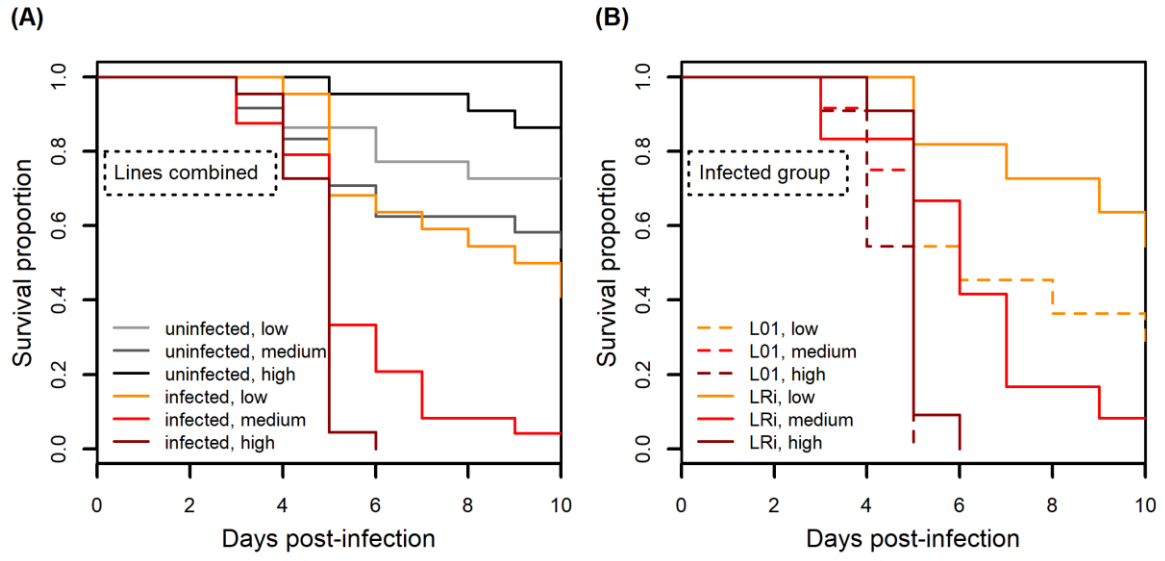 (A)
Survival proportion
1.0
0.8
0.6
0.4
0.2
0.0
Lines combined
uninfected, low
uninfected, medium
uninfected, high
infected, low
infected, medium
infected, high
0 2 4 6 8 10
Days post-infection
(B)
Survival proportion
1.0
0.8
0.6
0.4
0.2
0.0
Infected group
L01, low
L01, medium
L01, high
LRi, low
LRi, medium
LRi, high
0 2 4 6 8 10
Days post-infection